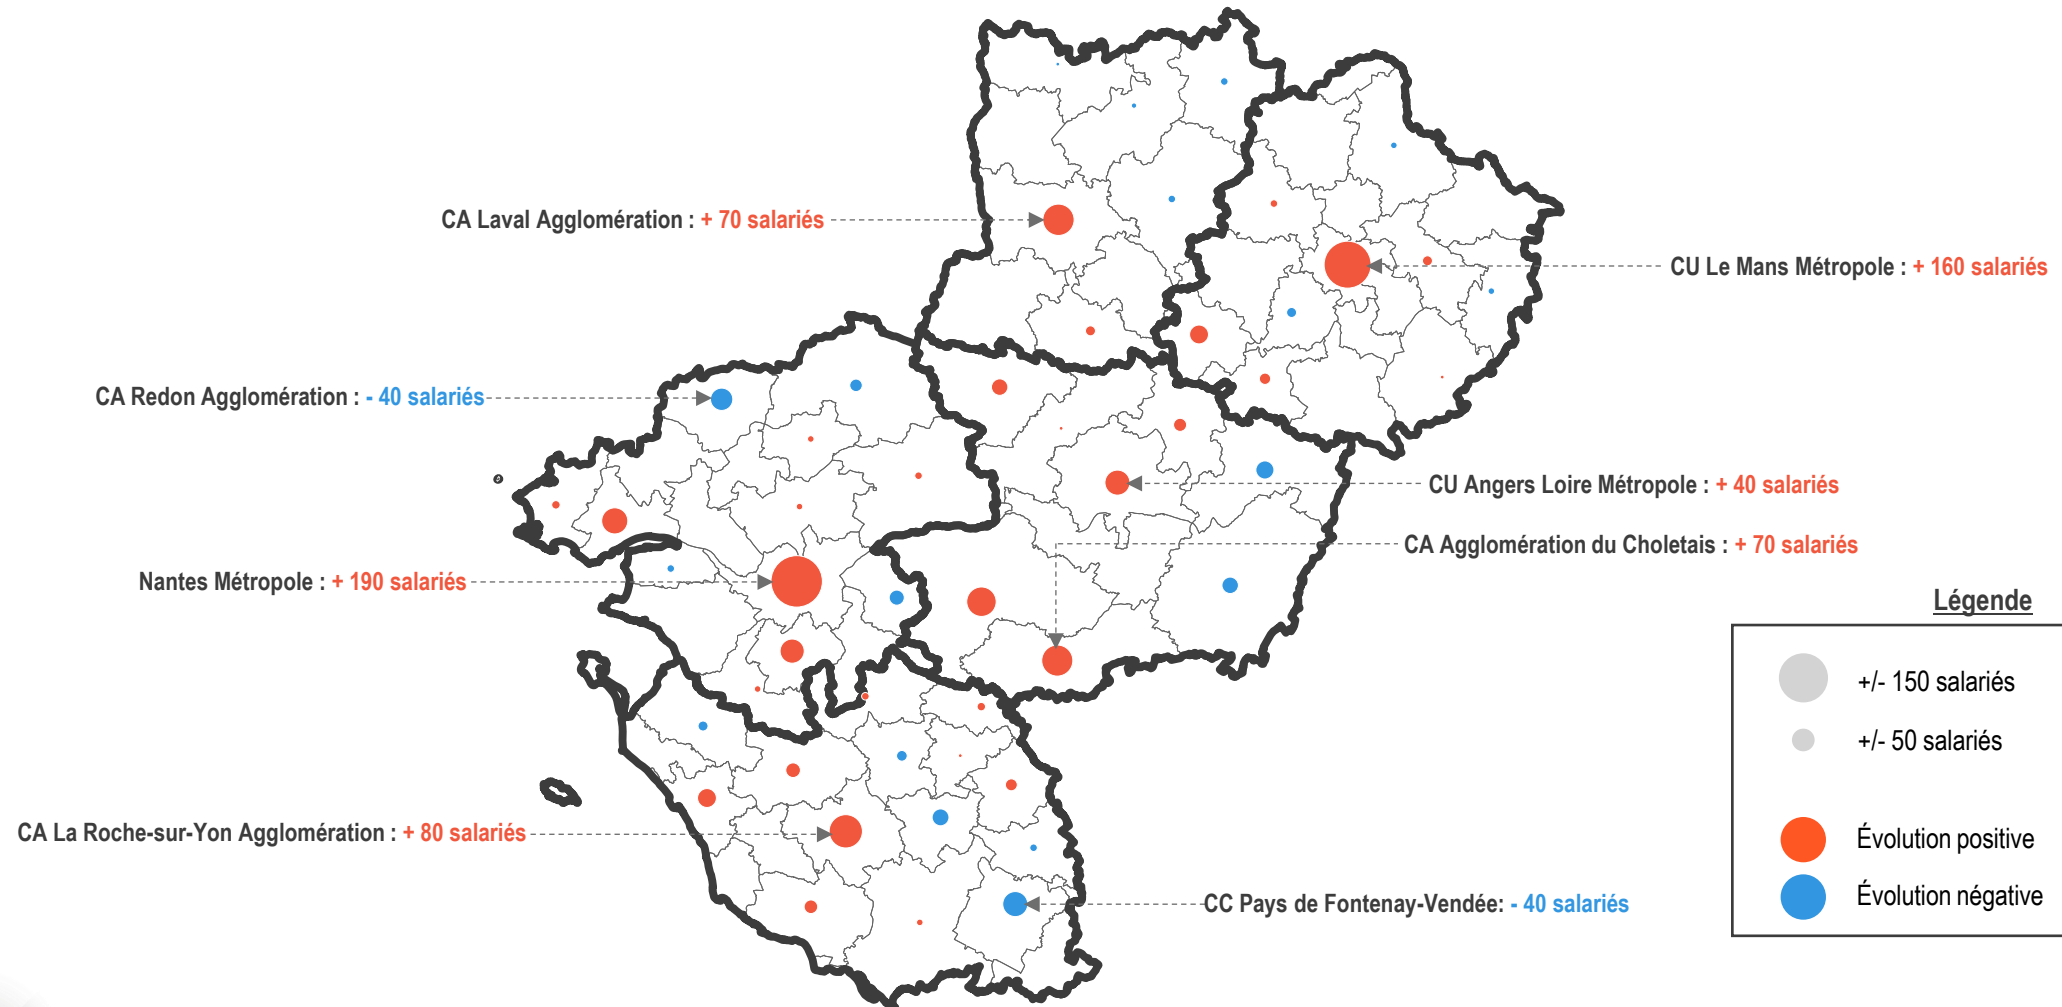 CA Laval Agglomération : + 70 salariés
CU Le Mans Métropole : + 160 salariés
CA Redon Agglomération : - 40 salariés
CU Angers Loire Métropole : + 40 salariés
CA Agglomération du Choletais : + 70 salariés
Nantes Métropole : + 190 salariés
CA La Roche-sur-Yon Agglomération : + 80 salariés
CC Pays de Fontenay-Vendée: - 40 salariés
Légende
+/- 150 salariés
+/- 50 salariés
Évolution positive
Évolution négative